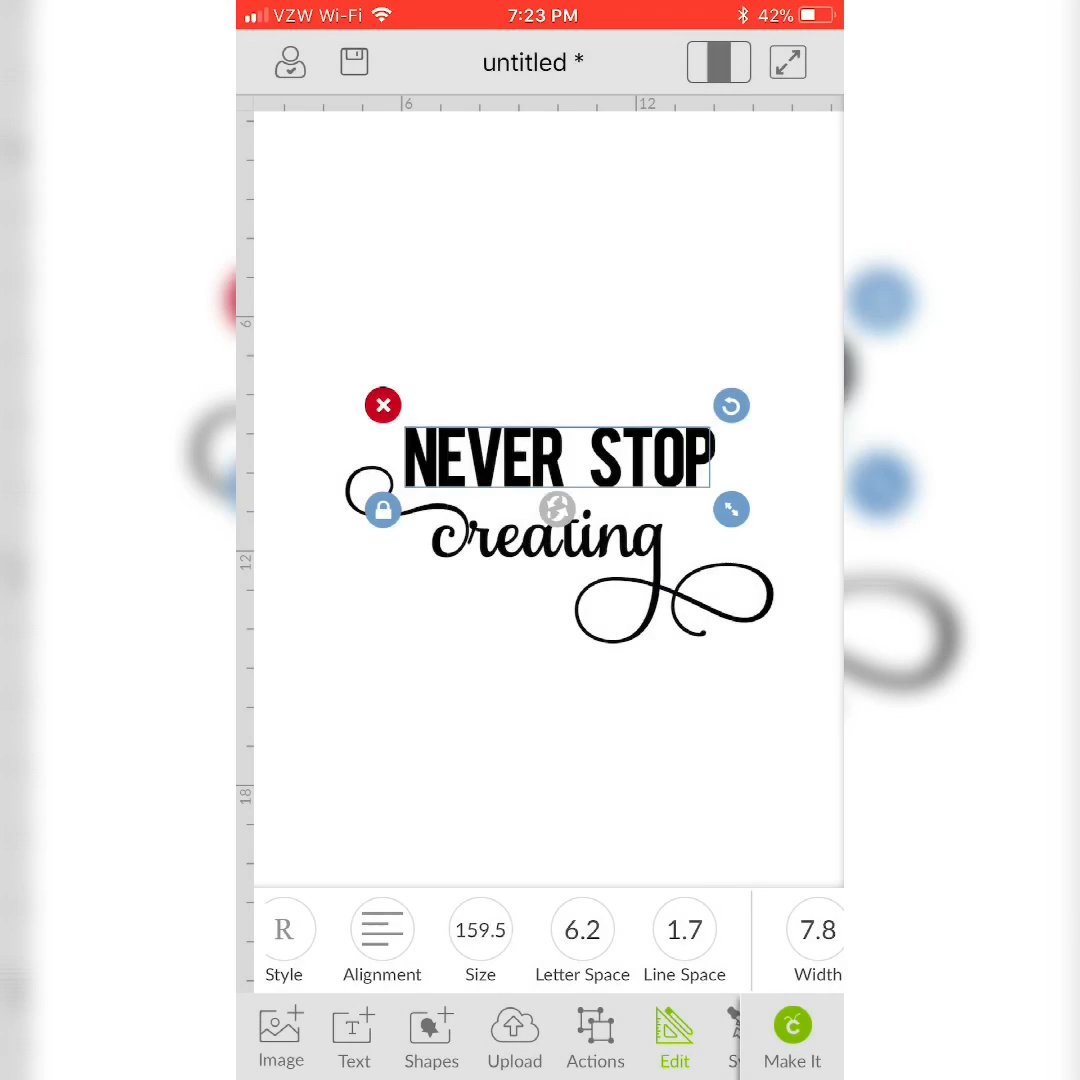 VZW Wi-Fi 7:23 PM 42%
untitled *
6 12
6
NEVER STOP
creating
12
18
R 159.5 6.2 1.7 7.8
Style Alignment Size Letter Space Line Space Width
Image Text Shapes Upload Actions Edit Make It